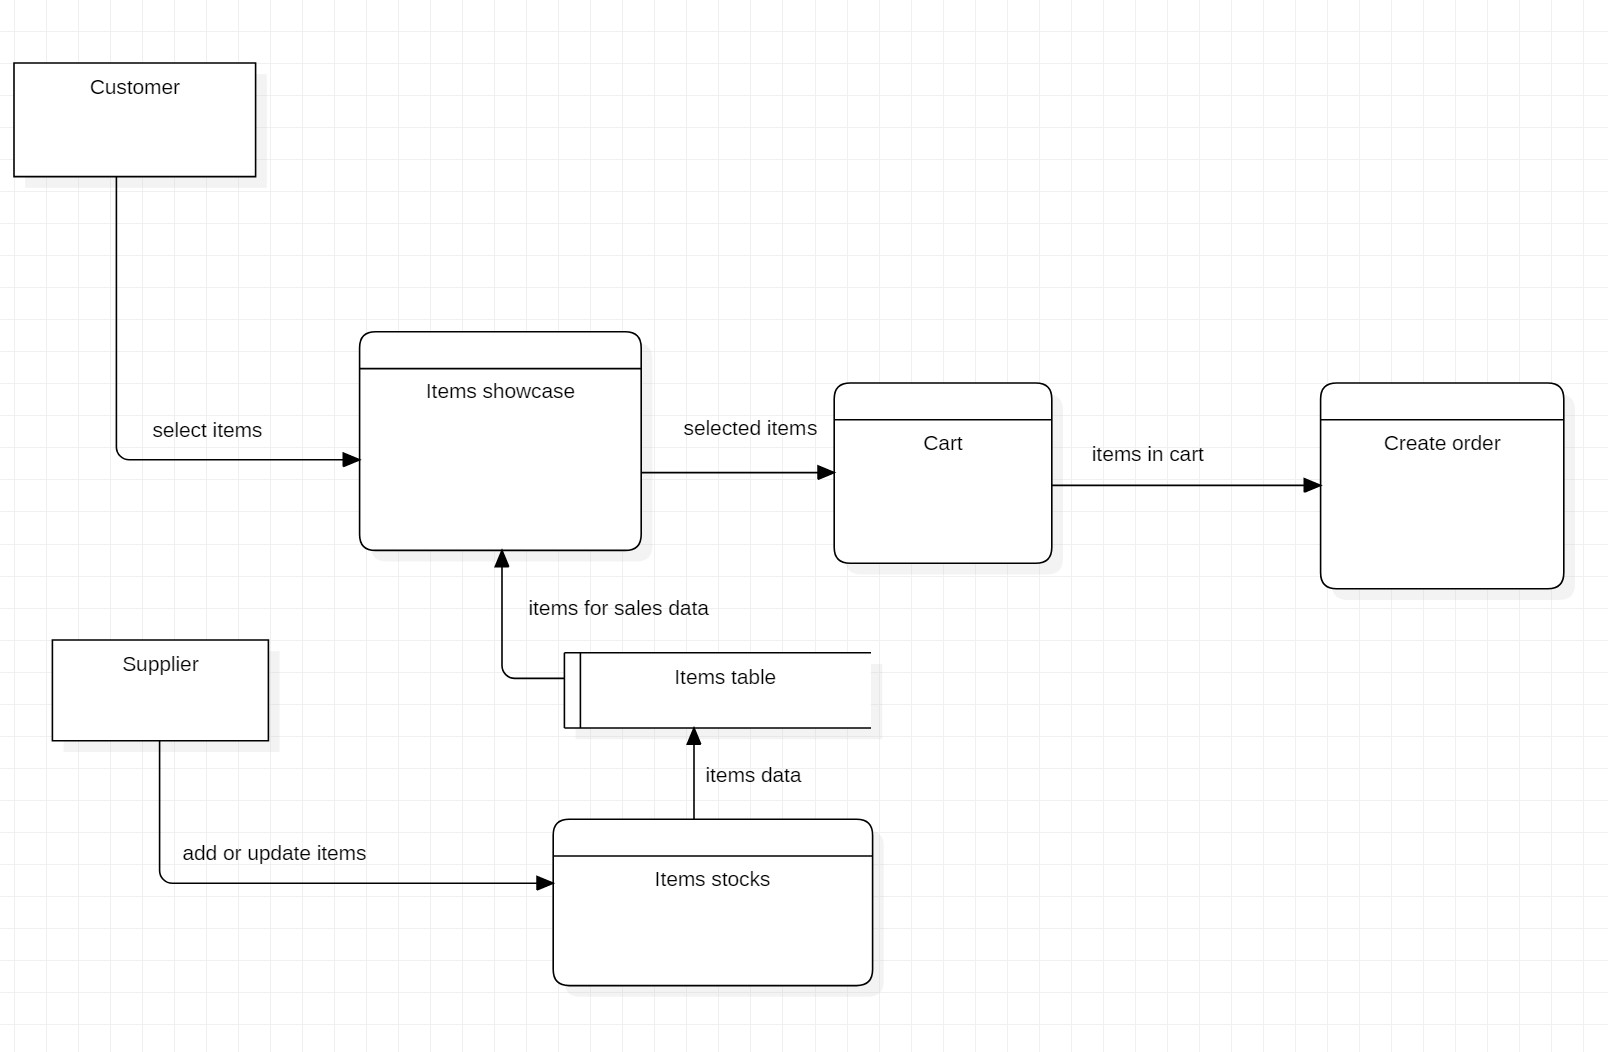 Customer
select items
Items showcase
selected items
Cart
items in cart
Create order
items for sales data
Supplier
Items table
items data
add or update items
Items stocks